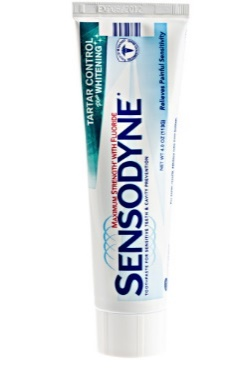 TARTAR CONTROL
plus WHITENING
Relieves Painful Sensitivity
NET WT 4.0 OZ (113G)
MAXIMUM STRENGTH WITH FLUORIDE
SENSODYNE®
TOOTHPASTE FOR SENSITIVE TEETH & CAVITY PREVENTION